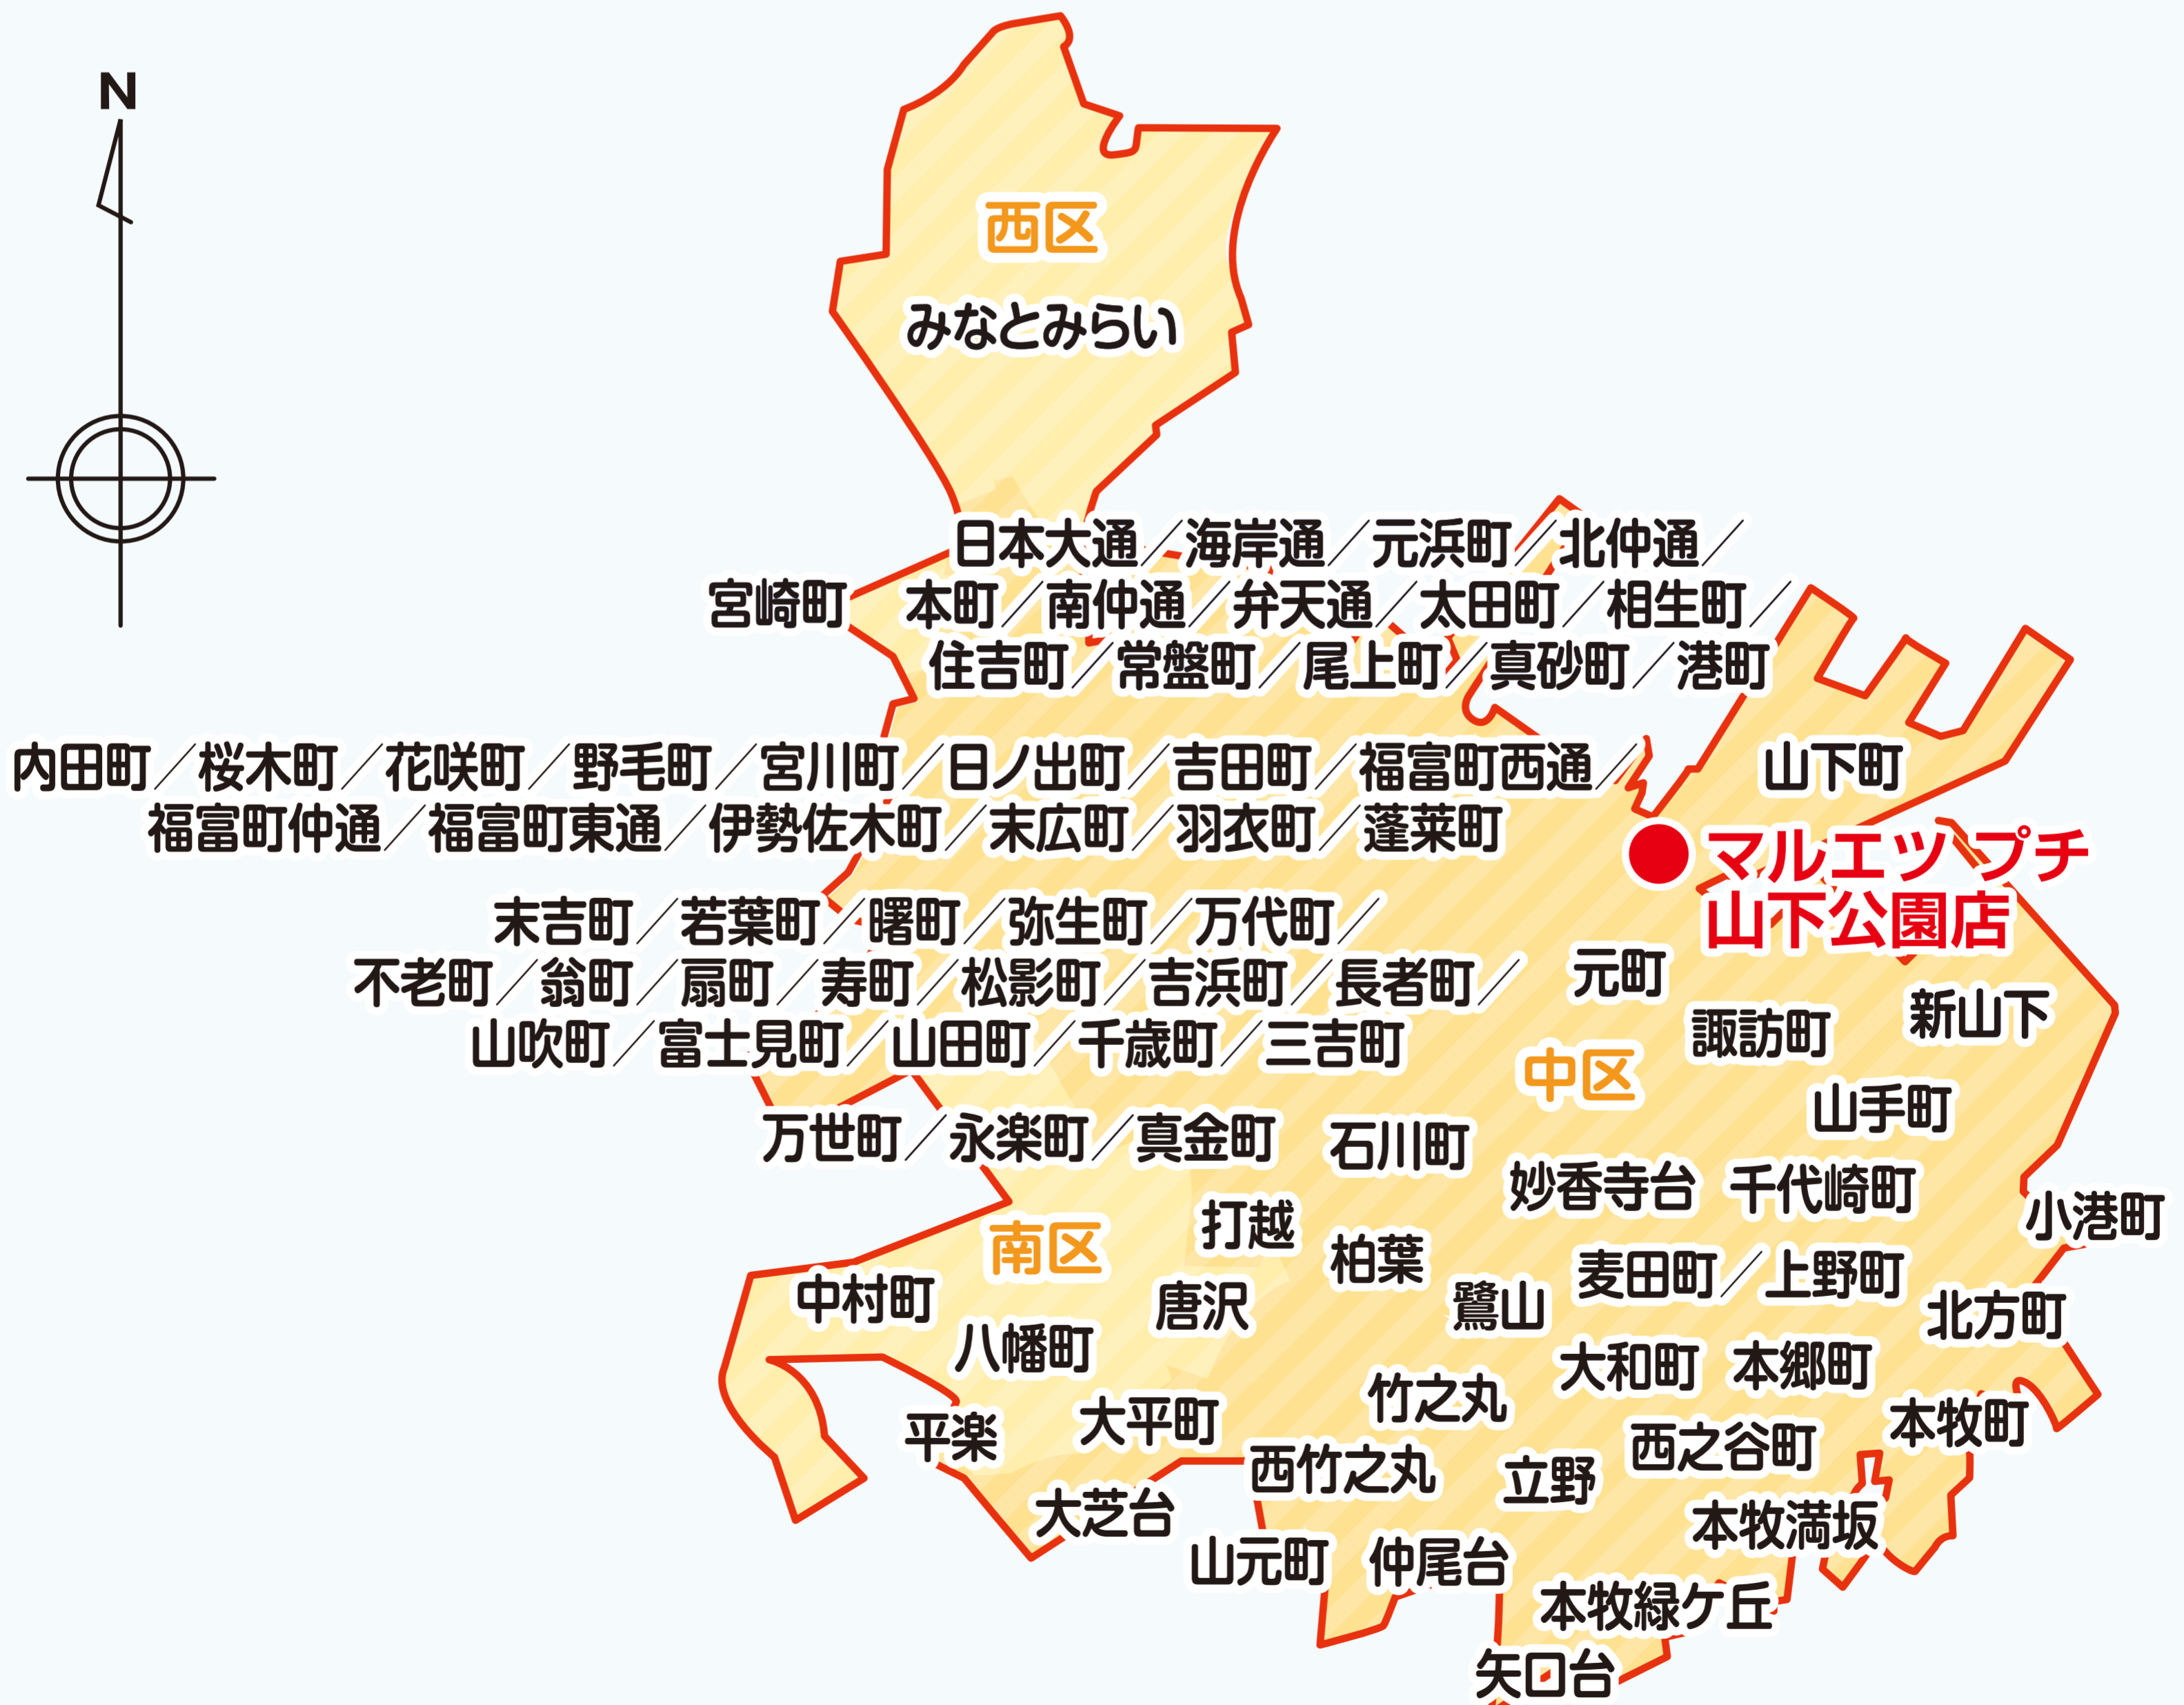 N
西区
みなとみらい
日本大通／海岸通／元浜町／北仲通／
宮崎町
本町／南仲通／弁天通／太田町／相生町／
住吉町／常盤町／尾上町／真砂町／港町
内田町／桜木町／花咲町／野毛町／宮川町／日ノ出町／吉田町／福富町西通／
福富町仲通／福富町東通／伊勢佐木町／末広町／羽衣町／蓬莱町
山下町
マルエツ プチ
山下公園店
末吉町／若葉町／曙町／弥生町／万代町／
不老町／翁町／扇町／寿町／松影町／吉浜町／長者町／
山吹町／富士見町／山田町／千歳町／三吉町
元町
新山下
諏訪町
中区
山手町
万世町／永楽町／真金町
石川町
妙香寺台
千代崎町
小港町
打越
南区
柏葉
麦田町／上野町
中村町
唐沢
鷺山
北方町
八幡町
大和町
本郷町
竹之丸
大平町
本牧町
平楽
西之谷町
西竹之丸
立野
大芝台
本牧満坂
山元町
仲尾台
本牧緑ケ丘
矢口台